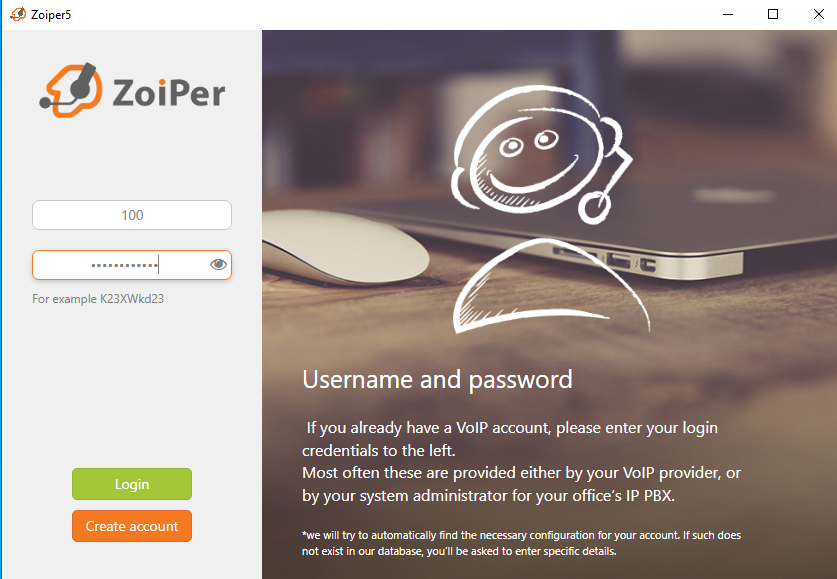 Zoiper5
ZoiPer
100
For example K23XWkd23
Login
Create account
Username and password
If you already have a VoIP account, please enter your login
credentials to the left.
Most often these are provided either by your VoIP provider, or
by your system administrator for your office's IP PBX.
*we will try to automatically find the necessary configuration for your account. If such does
not exist in our database, you'll be asked to enter specific details.